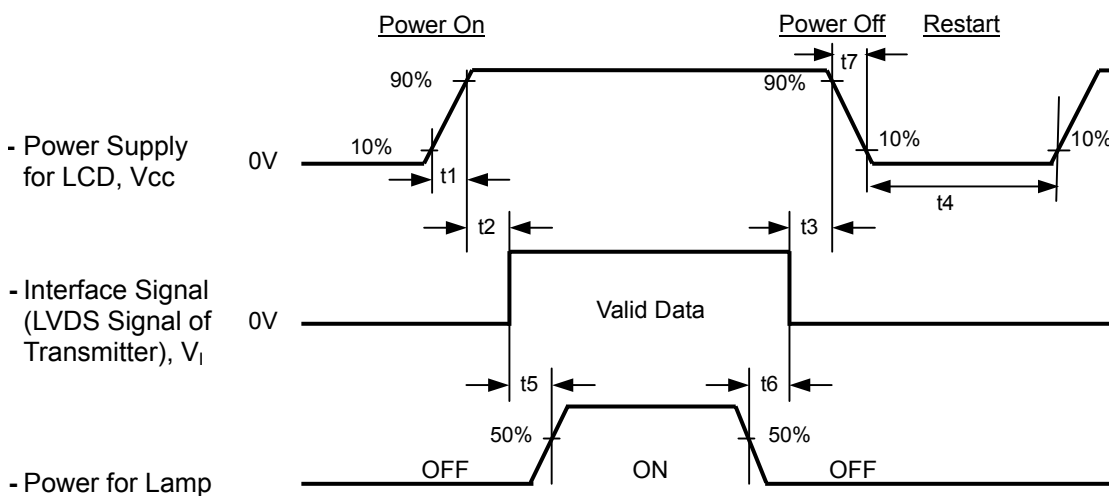 Power On
Power Off
Restart
t7
90%
90%
- Power Supply
for LCD, Vcc
0V
10%
10%
10%
t1
t4
t2
t3
- Interface Signal
(LVDS Signal of
Transmitter), VI
0V
Valid Data
t5
t6
50%
50%
- Power for Lamp
OFF
ON
OFF